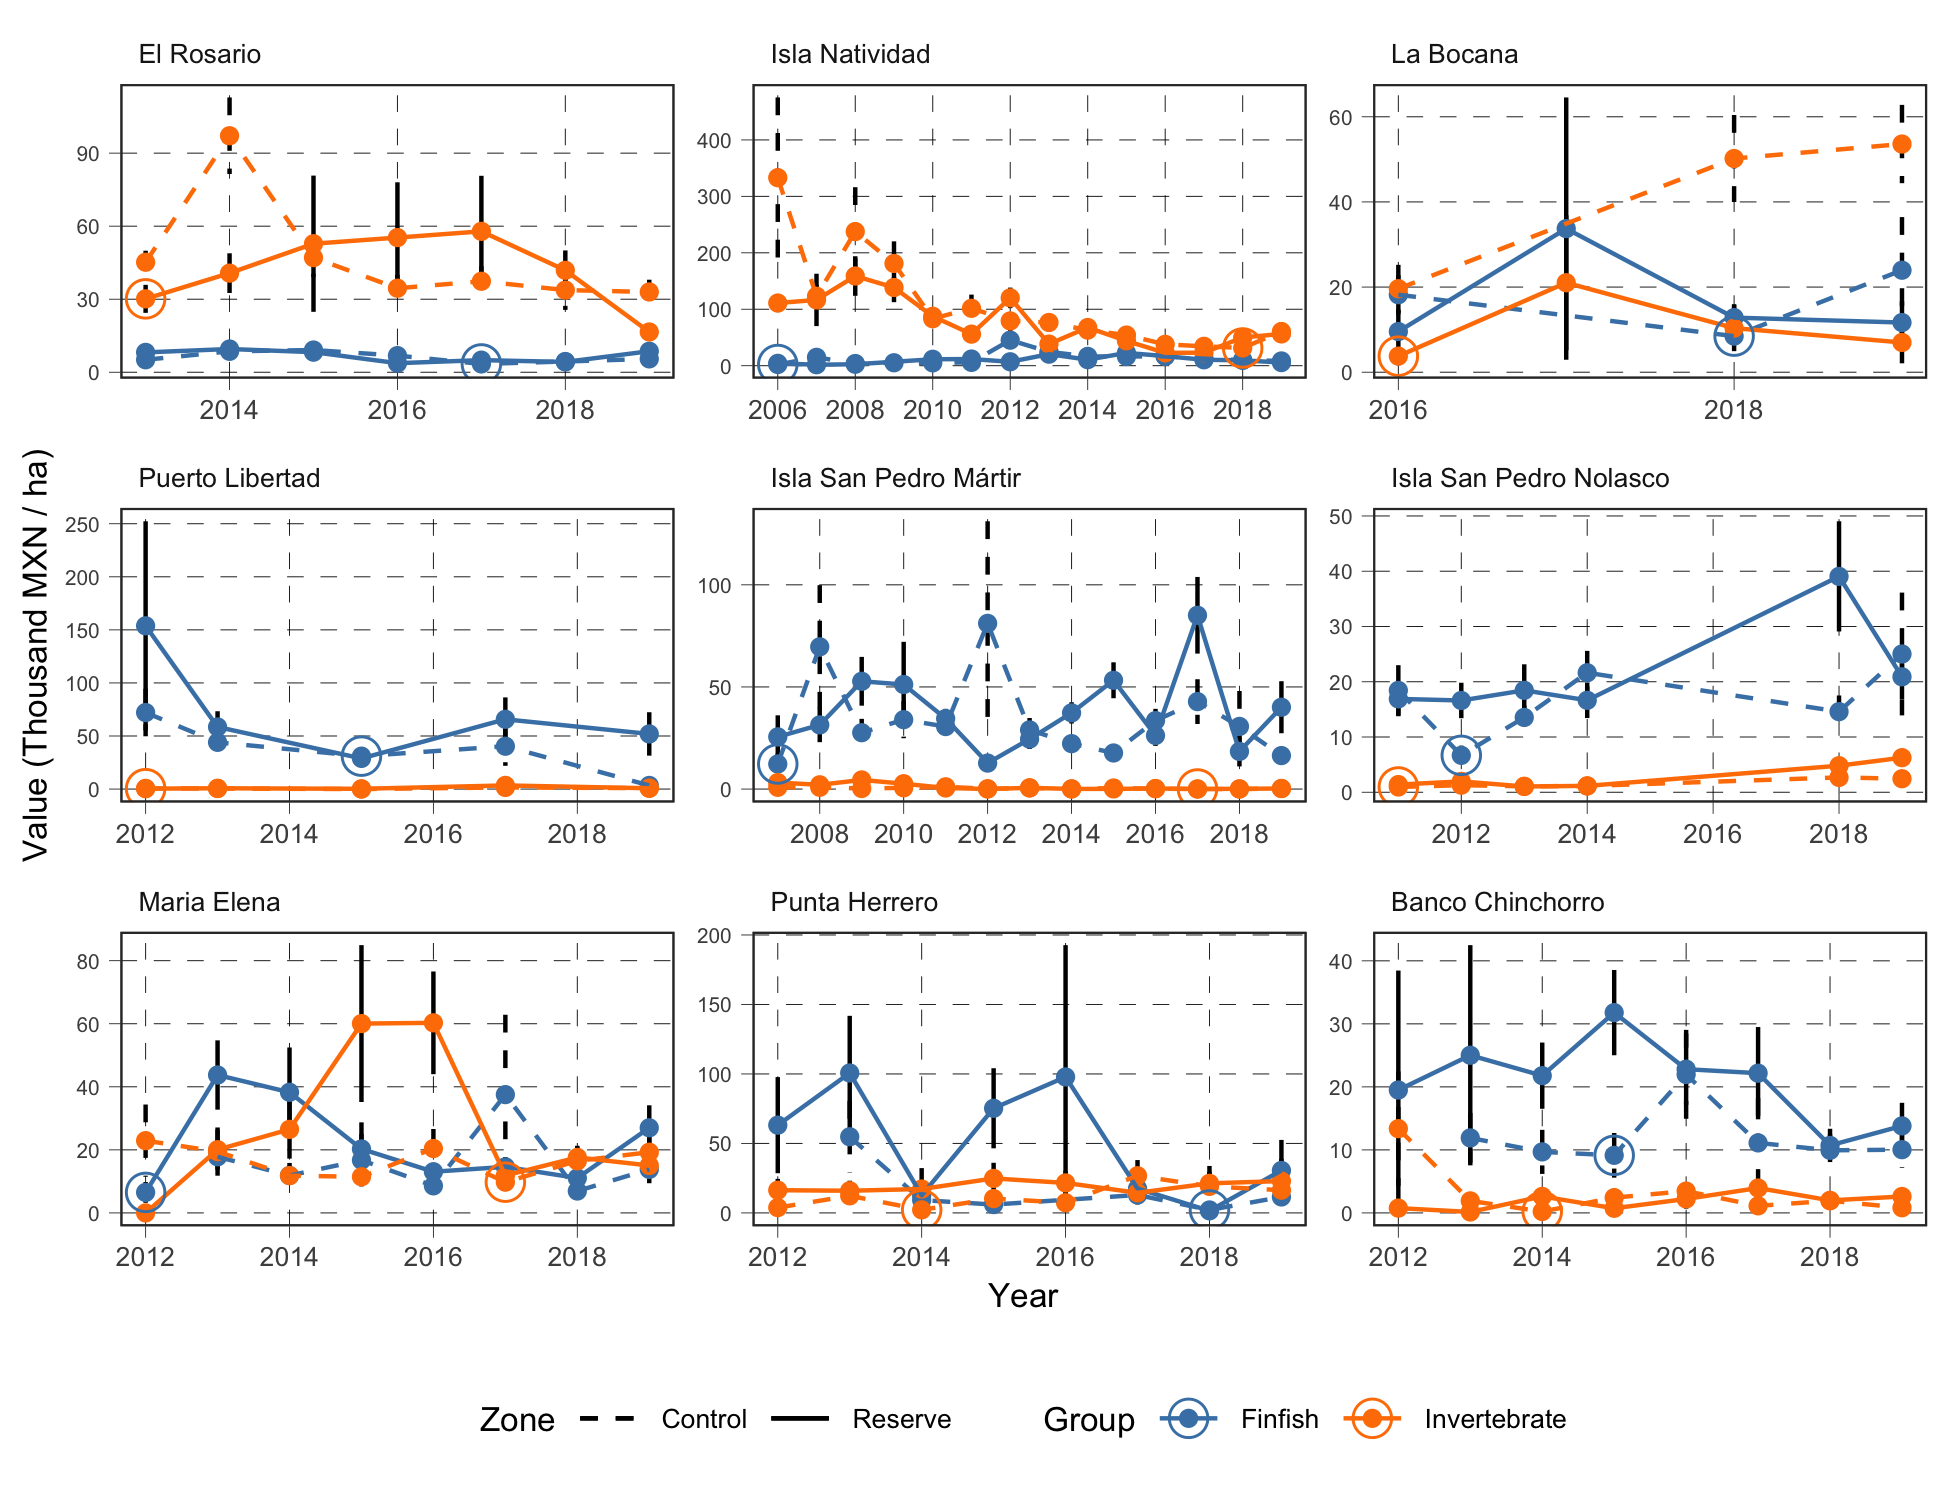 El Rosario
Isla Natividad
La Bocana
90
60
30
0
2014 2016 2018
400
300
200
100
0
2006 2008 2010 2012 2014 2016 2018
60
40
20
0
2016 2018
Value (Thousand MXN / ha)
Puerto Libertad
Isla San Pedro Mártir
Isla San Pedro Nolasco
250
200
150
100
50
0
2012 2014 2016 2018
100
50
0
2008 2010 2012 2014 2016 2018
50
40
30
20
10
0
2012 2014 2016 2018
Maria Elena
Punta Herrero
Banco Chinchorro
80
60
40
20
0
2012 2014 2016 2018
200
150
100
50
0
2012 2014 2016 2018
40
30
20
10
0
2012 2014 2016 2018
Year
Zone Control Reserve Group Finfish Invertebrate